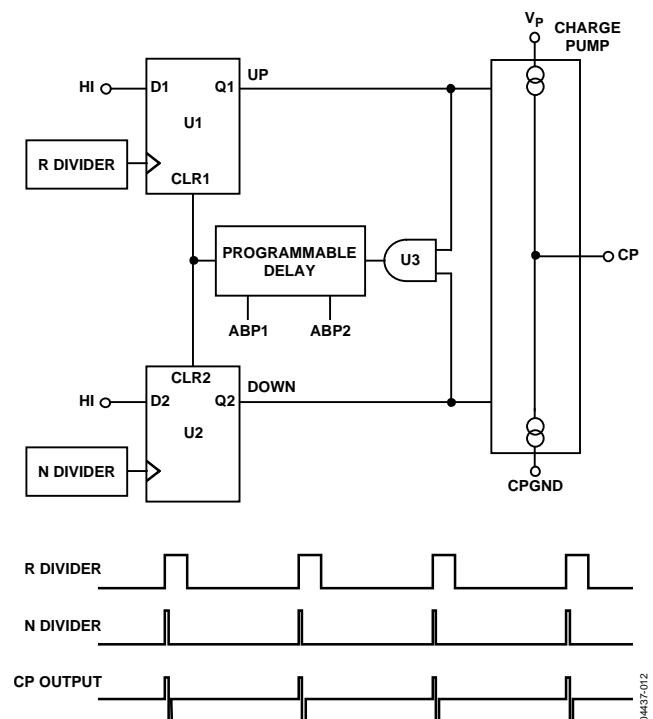 VP
CHARGE
PUMP
HI
D1
Q1
UP
U1
R DIVIDER
CLR1
PROGRAMMABLE
DELAY
U3
CP
ABP1
ABP2
CLR2
DOWN
HI
D2
Q2
U2
N DIVIDER
CPGND
R DIVIDER
N DIVIDER
CP OUTPUT
04437-012